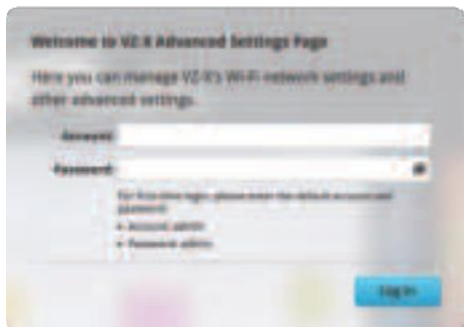 Welcome to VZ-X Advanced Settings Page
Here you can manage VZ-X's Wi-Fi network settings and
other advanced settings.
Account:
Password:
For first-time login, please enter the default account and
password:
• Account: admin
• Password: admin
Log in